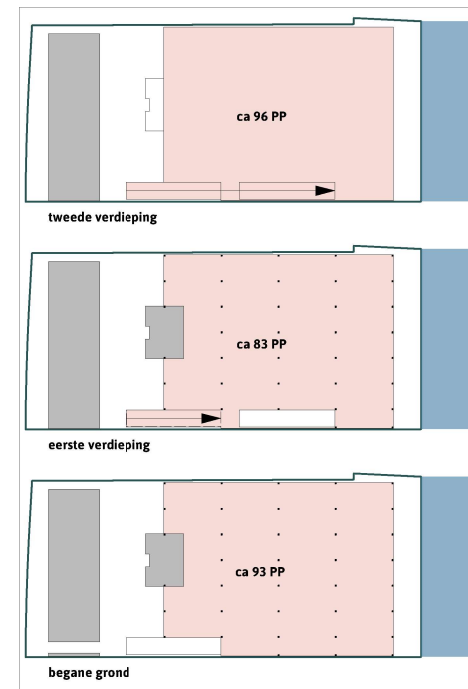 ca 96 PP
tweede verdieping
ca 83 PP
eerste verdieping
ca 93 PP
begane grond